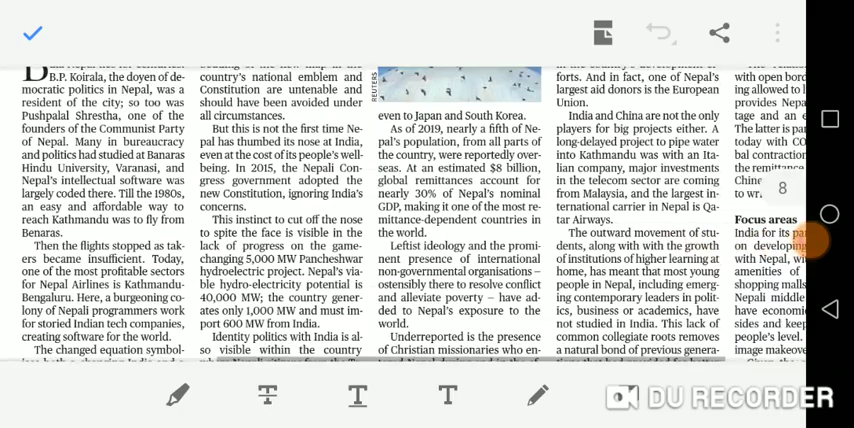 B.P. Koirala, the doyen of de-
mocratic politics in Nepal, was a
resident of the city; so too was
Pushpalal Shrestha, one of the
founders of the Communist Party
of Nepal. Many in bureaucracy
and politics had studied at Banaras
Hindu University, Varanasi, and
Nepal's intellectual software was
largely coded there. Till the 1980s,
an easy and affordable way to
reach Kathmandu was to fly from
Benaras.
Then the flights stopped as tak-
ers became insufficient. Today,
one of the most profitable sectors
for Nepal Airlines is Kathmandu-
Bengaluru. Here, a burgeoning co-
lony of Nepali programmers work
for storied Indian tech companies,
creating software for the world.
The changed equation symbol-
country's national emblem and
Constitution are untenable and
should have been avoided under
all circumstances.
But this is not the first time Ne-
pal has thumbed its nose at India,
even at the cost of its people's well-
being. In 2015, the Nepali Con-
gress government adopted the
new Constitution, ignoring India's
concerns.
This instinct to cut off the nose
to spite the face is visible in the
lack of progress on the game-
changing 5,000 MW Pancheshwar
hydroelectric project. Nepal's via-
ble hydro-electricity potential is
40,000 MW; the country gener-
ates only 1,000 MW and must im-
port 600 MW from India.
Identity politics with India is al-
so visible within the country
REUTERS
even to Japan and South Korea.
As of 2019, nearly a fifth of Ne-
pal's population, from all parts of
the country, were reportedly over-
seas. At an estimated $8 billion,
global remittances account for
nearly 30% of Nepal's nominal
GDP, making it one of the most re-
mittance-dependent countries in
the world.
Leftist ideology and the promi-
nent presence of international
non-governmental organisations –
ostensibly there to resolve conflict
and alleviate poverty – have ad-
ded to Nepal's exposure to the
world.
Underreported is the presence
of Christian missionaries who en-
forts. And in fact, one of Nepal's
largest aid donors is the European
Union.
India and China are not the only
players for big projects either. A
long-delayed project to pipe water
into Kathmandu was with an Ita-
lian company, major investments
in the telecom sector are coming
from Malaysia, and the largest in-
ternational carrier in Nepal is Qa-
tar Airways.
The outward movement of stu-
dents, along with with the growth
of institutions of higher learning at
home, has meant that most young
people in Nepal, including emerg-
ing contemporary leaders in polit-
ics, business or academics, have
not studied in India. This lack of
common collegiate roots removes
a natural bond of previous genera-
with open bord
ing allowed to l
provides Nepa
tage and an e
The latter is pa
today with CO
bal contraction
the remittance
China
to wr
8
Focus areas
India for its pa
on developing
with Nepal, wi
amenities of
shopping malls
Nepali middle
have economi
sides and keep
people's level.
image makeove
DU RECORDER